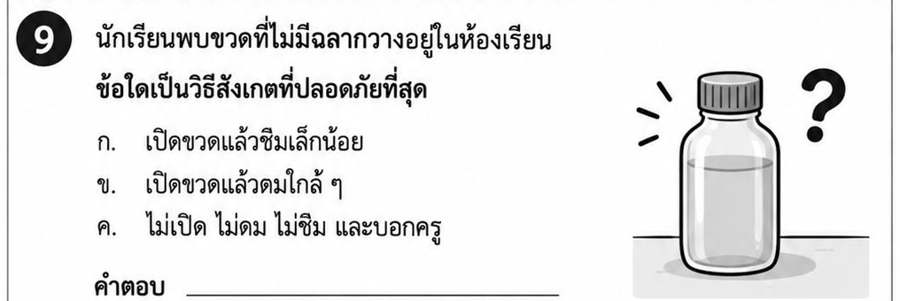 9 นักเรียนพบขวดที่ไม่มีฉลากวางอยู่ในห้องเรียน
ข้อใดเป็นวิธีสังเกตที่ปลอดภัยที่สุด
ก. เปิดขวดแล้วชิมเล็กน้อย
ข. เปิดขวดแล้วดมใกล้ ๆ
ค. ไม่เปิด ไม่ดม ไม่ชิม และบอกครู
คำตอบ
?